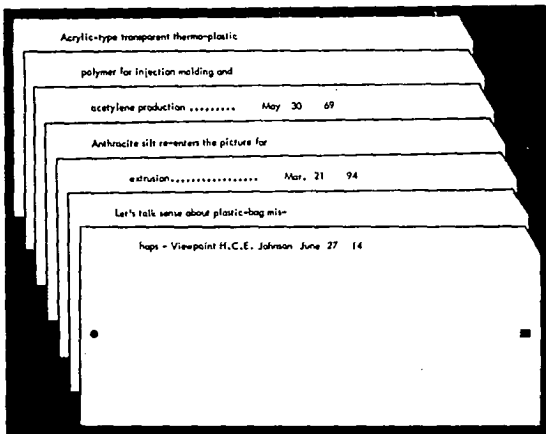 Acrylic-type transparent thermo-plastic
polymer for injection molding and
acetylene production ......... May 30 69
Anthracite silt re-enters the picture for
extrusion................. Mar. 21 94
Let's talk sense about plastic-bag mis-
haps - Viewpoint H.C.E. Johnson June 27 14